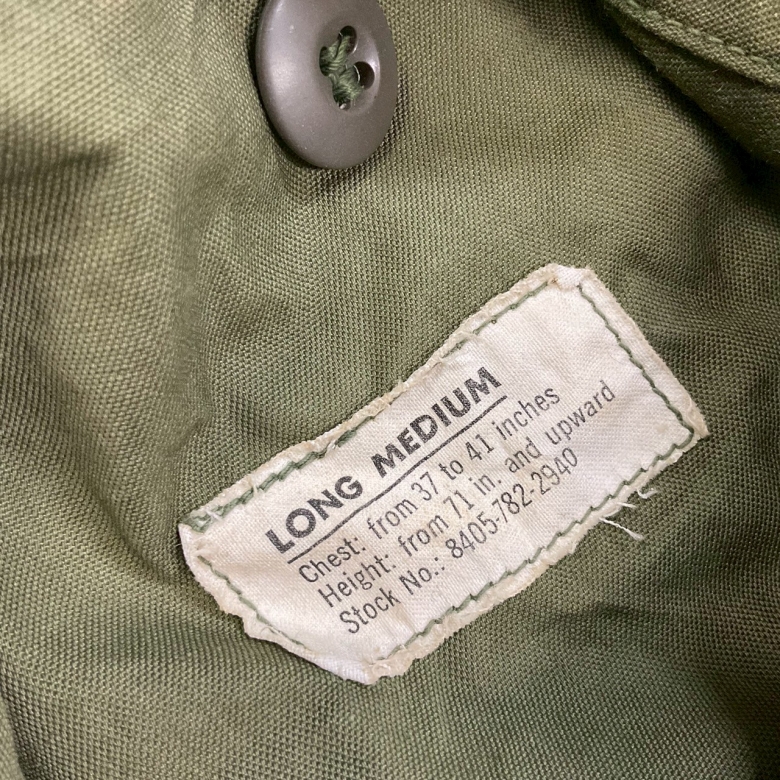 LONG MEDIUM
Chest: from 37 to 41 inches
Height: from 71 in. and upward
Stock No.: 8405-782-2940